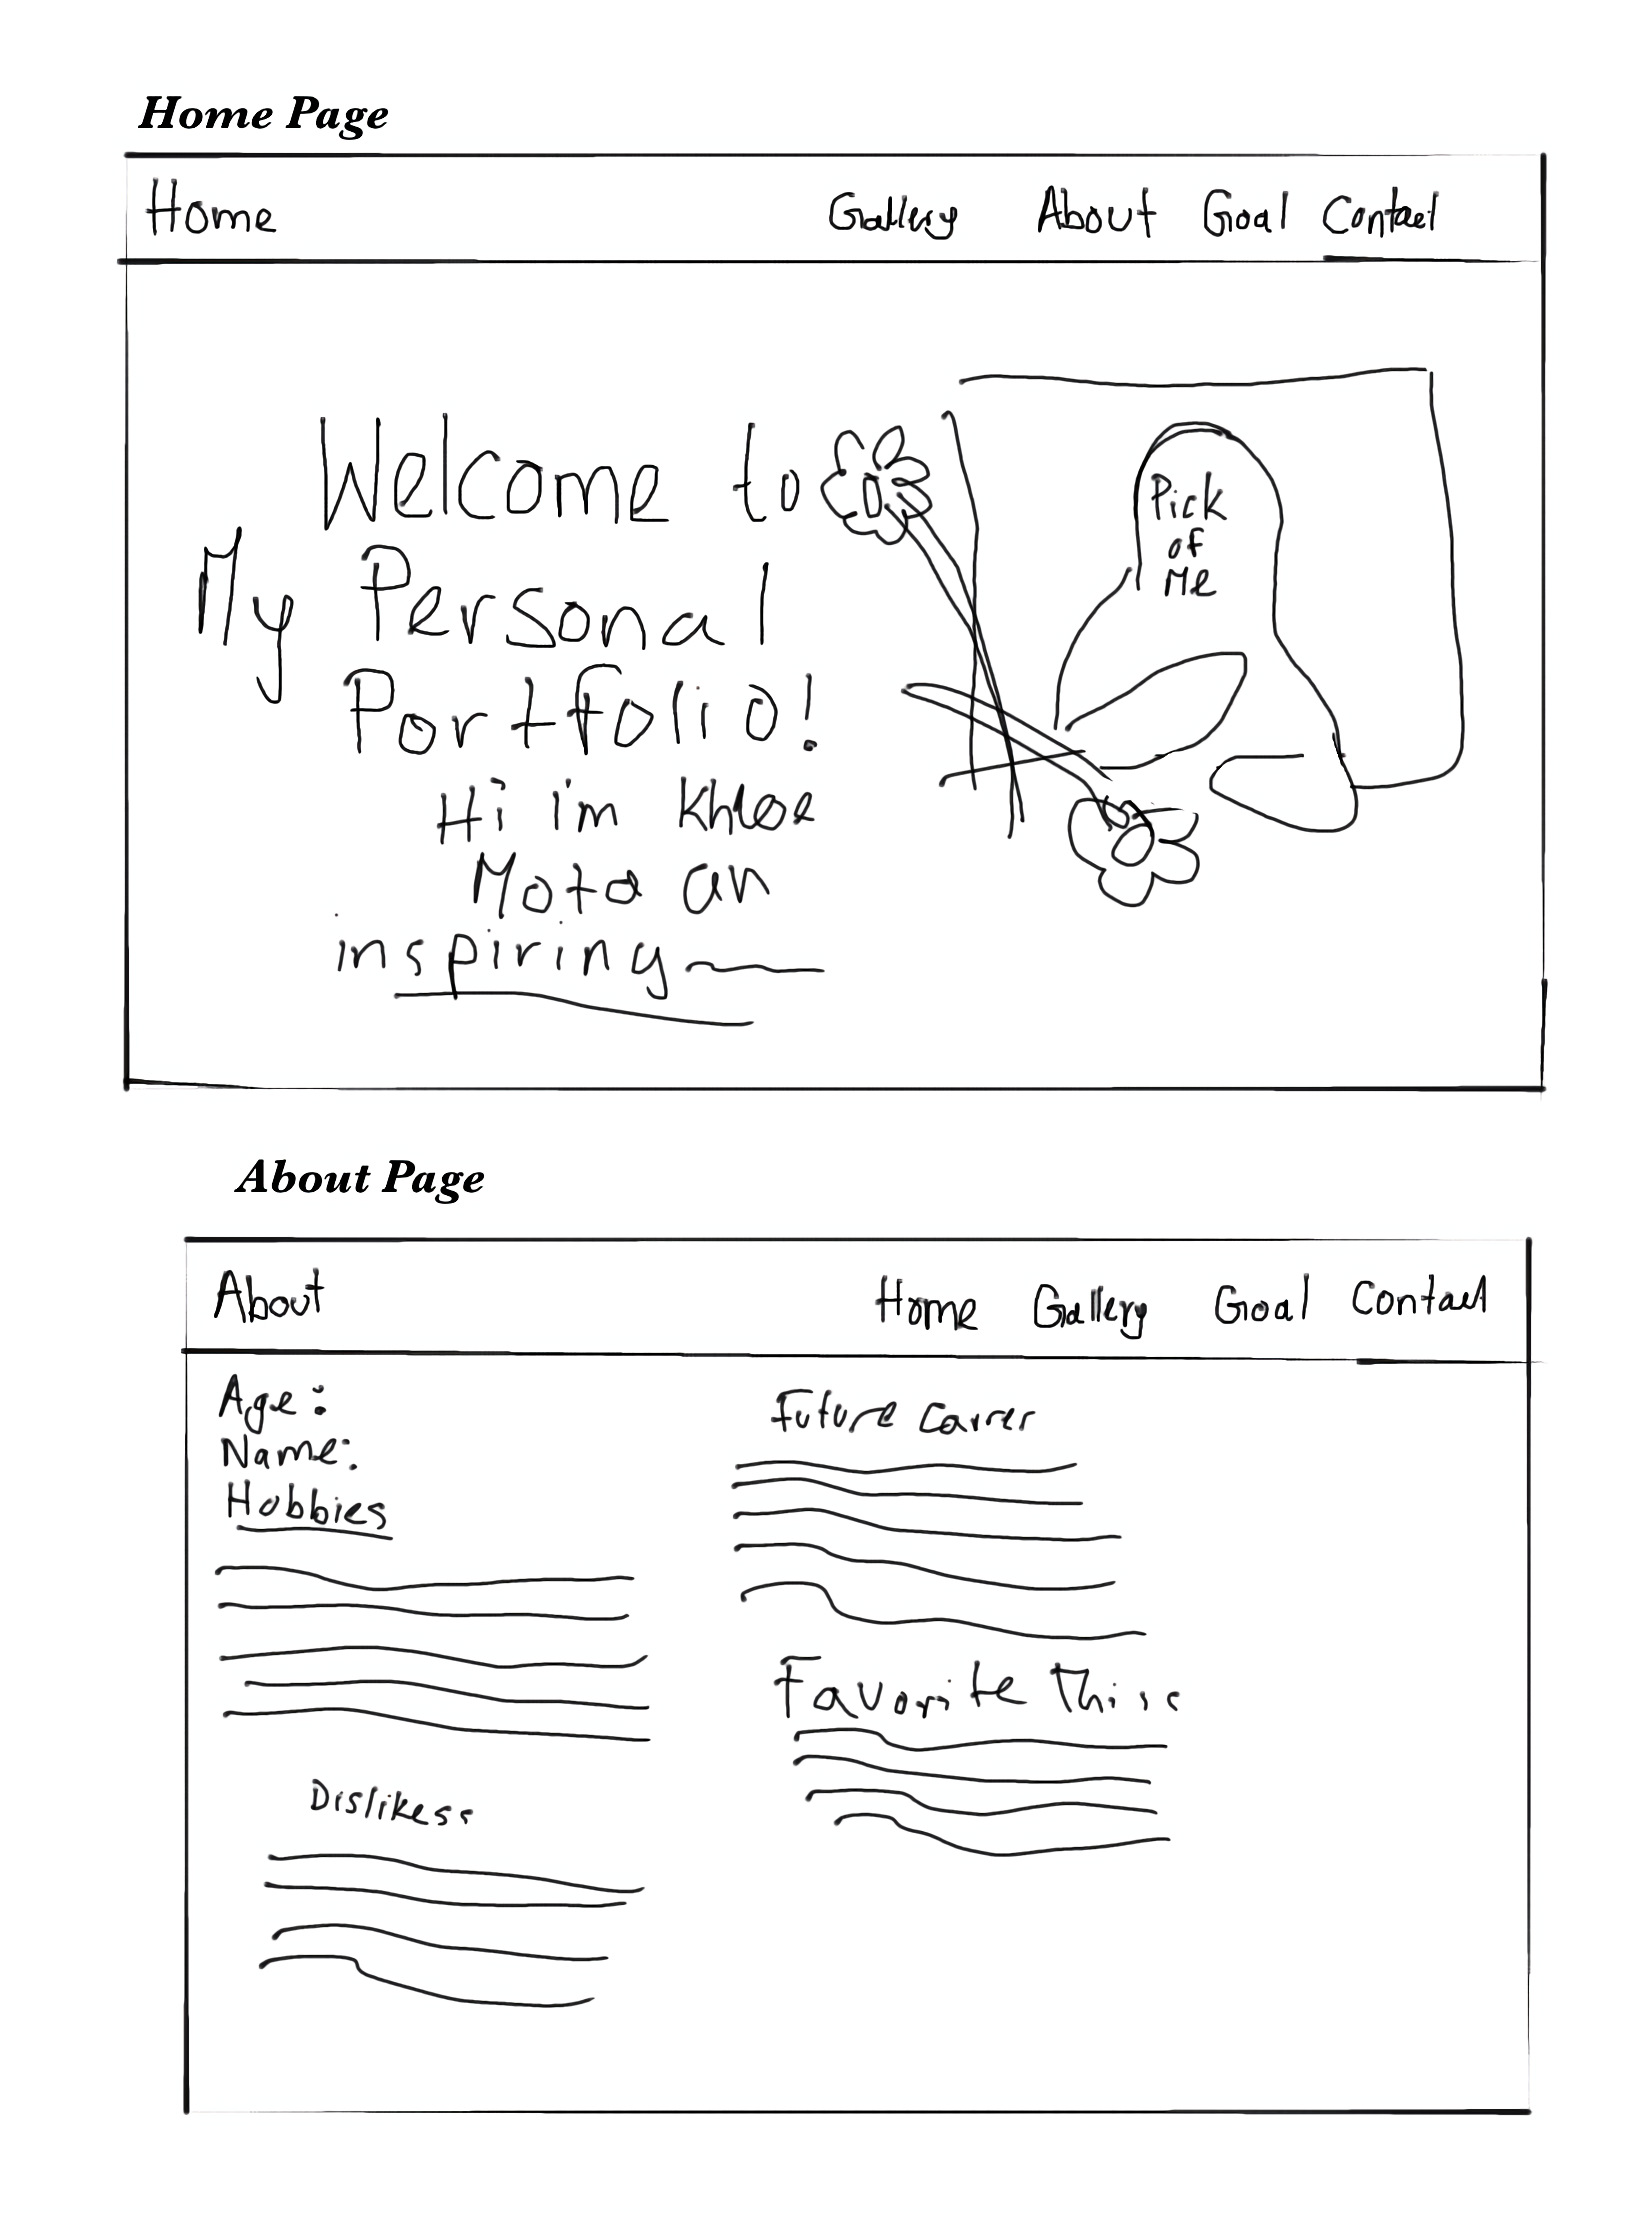 Home Page
Home Gallery About Goal Contact
Welcome to
My Personal
Portfolio!
Hi i'm Khloe
Mota an
inspiring
Pick
of
Me
About Page
About Home Gallery Goal Contact
Age:
Name:
Hobbies
Dislikess
Future Carrer
Favorite